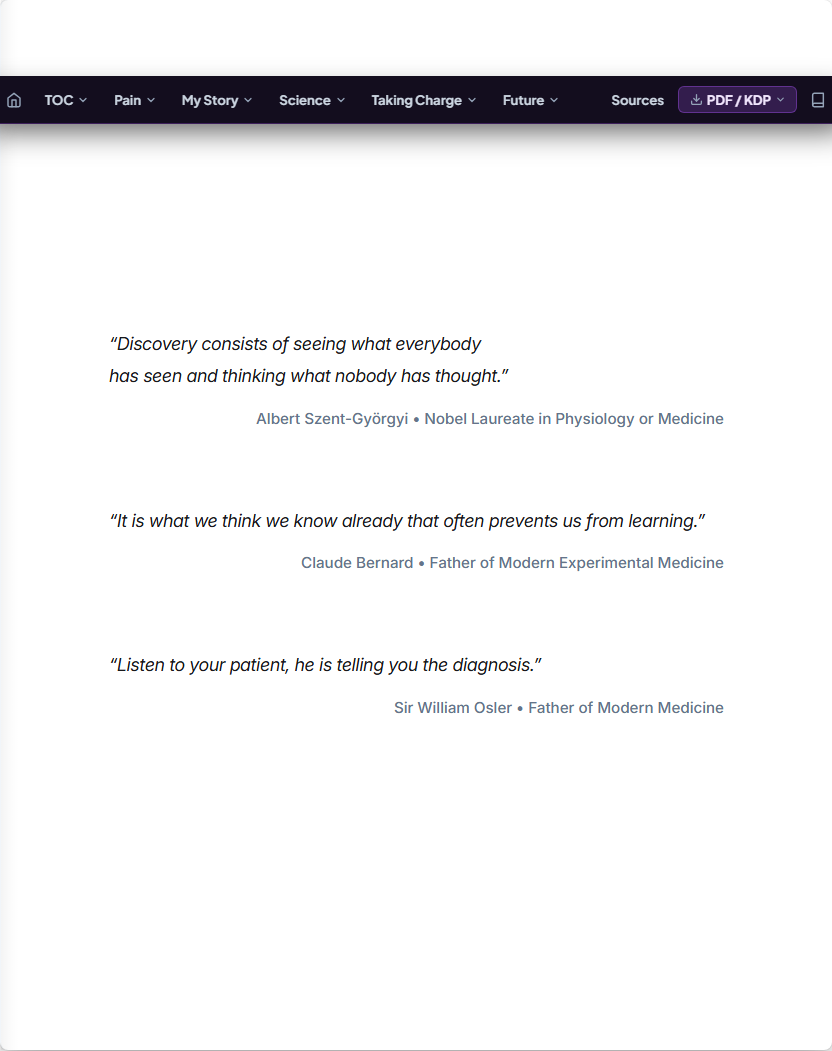 TOC Pain My Story Science Taking Charge Future Sources PDF / KDP
“Discovery consists of seeing what everybody
has seen and thinking what nobody has thought.”
Albert Szent-Györgyi • Nobel Laureate in Physiology or Medicine
“It is what we think we know already that often prevents us from learning.”
Claude Bernard • Father of Modern Experimental Medicine
“Listen to your patient, he is telling you the diagnosis.”
Sir William Osler • Father of Modern Medicine